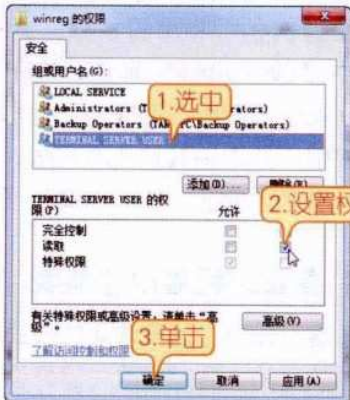 winreg 的权限
安全
组或用户名(G):
LOCAL SERVICE
Administrators (T
rators)
1.选中
Backup Operators (TAN
PC\Backup Operators)
TERMINAL SERVER USER
添加(D)...
删除(R)
TERMINAL SERVER USER 的权
限(P)
允许
2.设置权
完全控制
读取
特殊权限
有关特殊权限或高级设置，请单击“高
级”。
高级(V)
3.单击
了解访问控制和权限
确定
取消
应用(A)